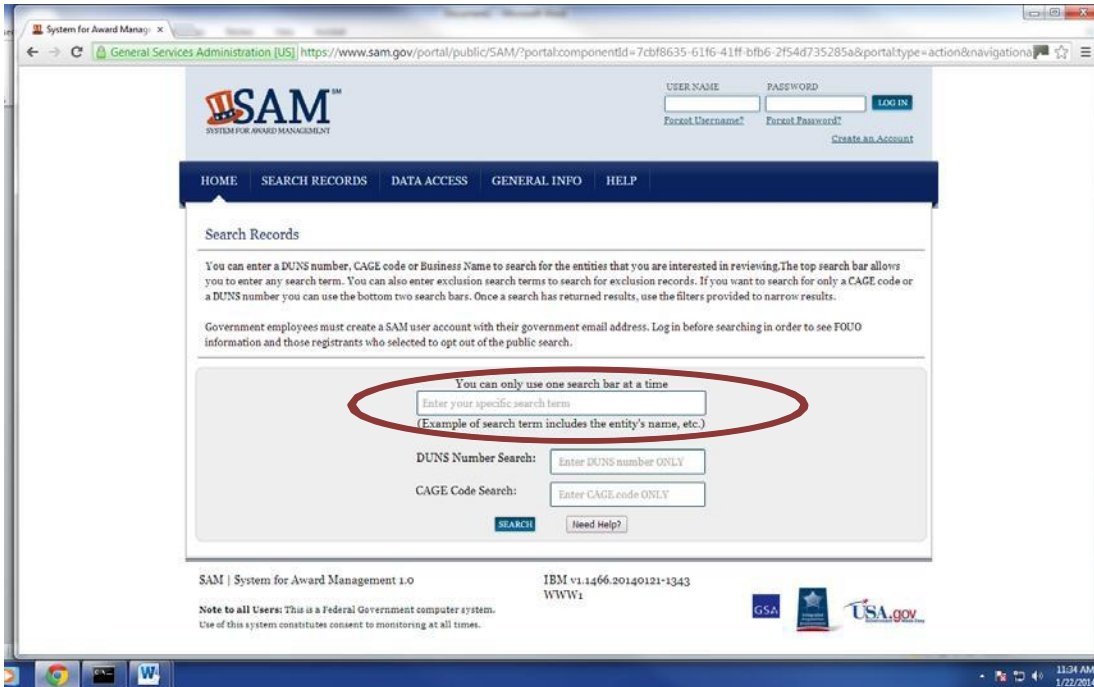 System for Award Manag
General Services Administration [US] https://www.sam.gov/portal/public/SAM/?portal:componentId=7cbf8635-61f6-41ff-bfb6-2f54d735285a&portal:type=action&navigationa
USER NAME PASSWORD
SAM SM
LOG IN
SYSTEM FOR AWARD MANAGEMENT
Forgot Username? Forgot Password?
Create an Account
HOME SEARCH RECORDS DATA ACCESS GENERAL INFO HELP
Search Records
You can enter a DUNS number, CAGE code or Business Name to search for the entities that you are interested in reviewing.The top search bar allows
you to enter any search term. You can also enter exclusion search terms to search for exclusion records. If you want to search for only a CAGE code or
a DUNS number you can use the bottom two search bars. Once a search has returned results, use the filters provided to narrow results.
Government employees must create a SAM user account with their government email address. Log in before searching in order to see FOUO
information and those registrants who selected to opt out of the public search.
You can only use one search bar at a time
Enter your specific search term
(Example of search term includes the entity's name, etc.)
DUNS Number Search: Enter DUNS number ONLY
CAGE Code Search: Enter CAGE code ONLY
SEARCH Need Help?
SAM | System for Award Management 1.0 IBM v1.1466.20140121-1343
WWW1
Note to all Users: This is a Federal Government computer system.
Use of this system constitutes consent to monitoring at all times.
GSA USA.gov
11:34 AM
1/22/2014